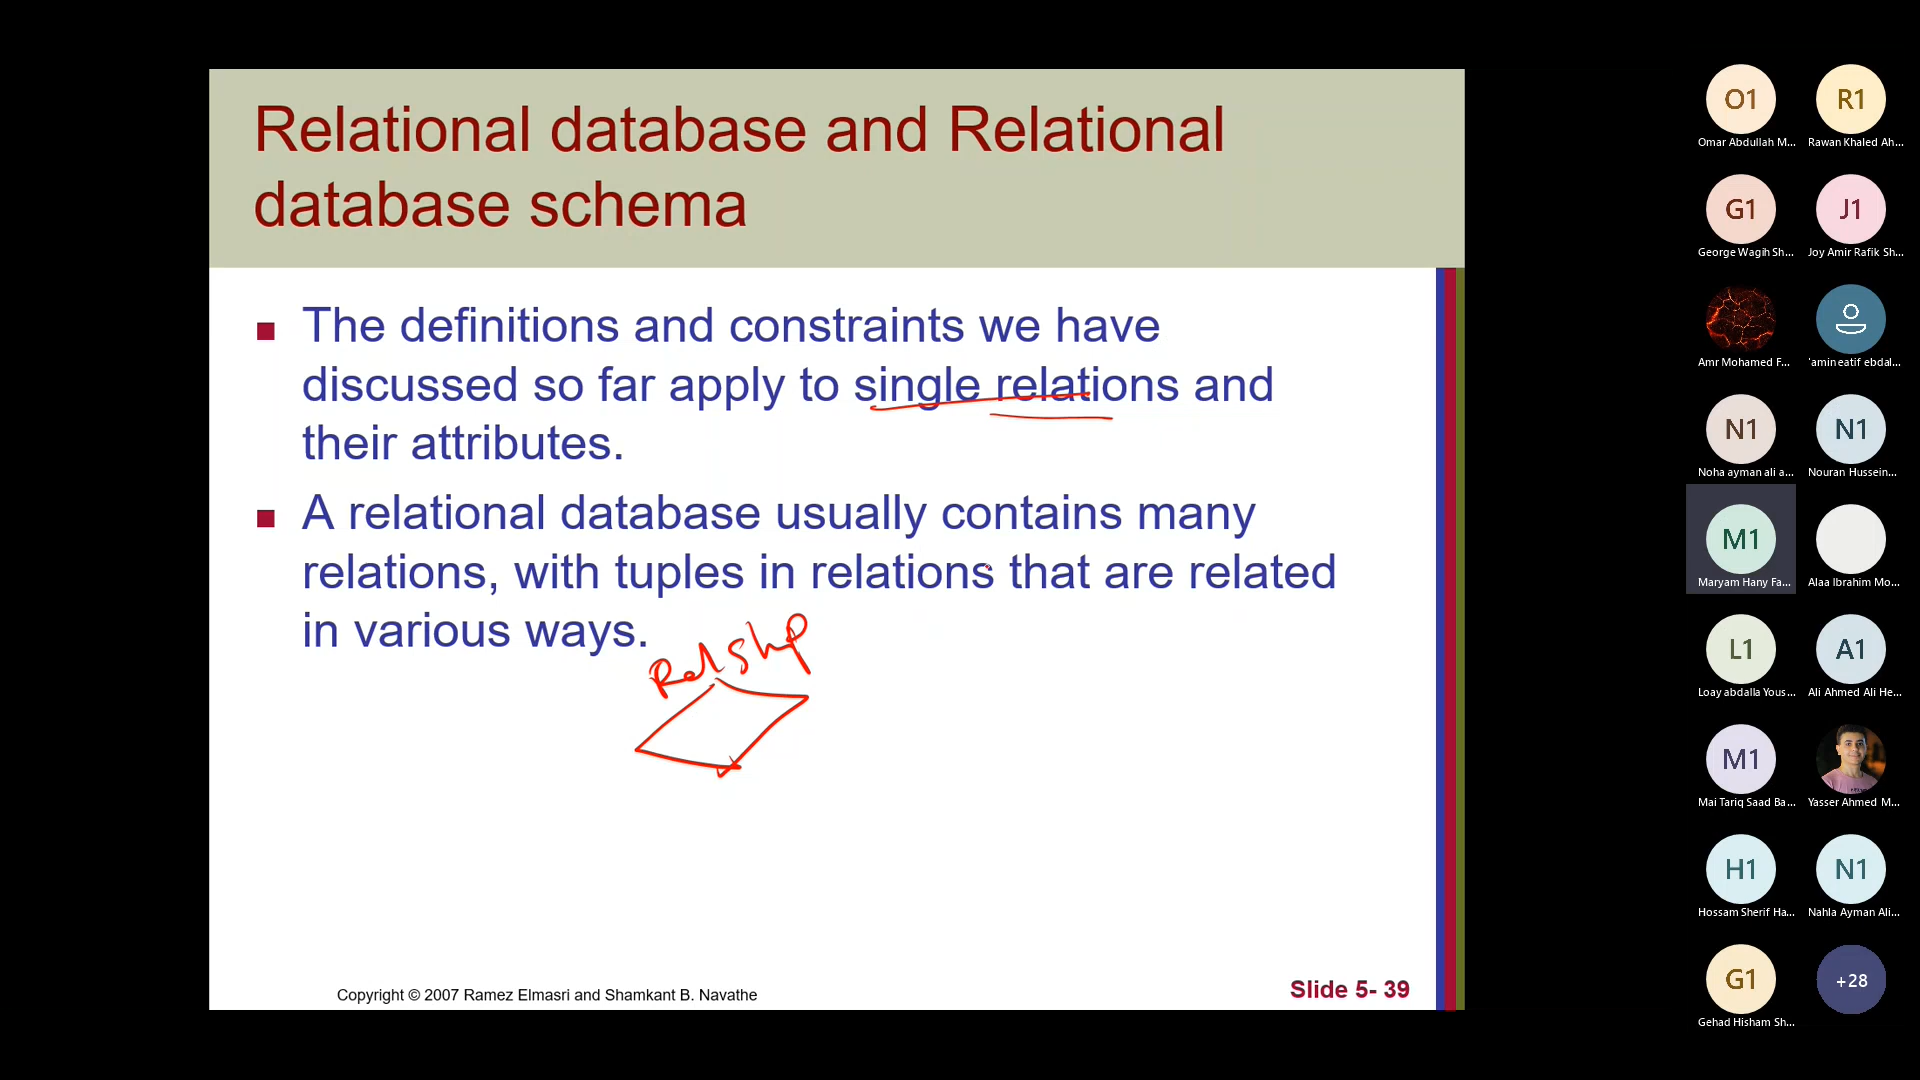 Relational database and Relational
database schema
The definitions and constraints we have
discussed so far apply to single relations and
their attributes.
A relational database usually contains many
relations, with tuples in relations that are related
in various ways.
Rel Ship
Copyright © 2007 Ramez Elmasri and Shamkant B. Navathe
Slide 5- 39
O1
R1
Omar Abdullah M...
Rawan Khaled Ah...
G1
J1
George Wagih Sh...
Joy Amir Rafik Sh...
Amr Mohamed F...
'amin eatif ebdal...
N1
N1
Noha ayman ali a...
Nouran Hussein...
M1
Maryam Hany Fa...
Alaa Ibrahim Mo...
L1
A1
Loay abdalla Yous...
Ali Ahmed Ali He...
M1
Mai Tariq Saad Ba...
Yasser Ahmed M...
H1
N1
Hossam Sherif Ha...
Nahla Ayman Ali...
G1
+28
Gehad Hisham Sh...